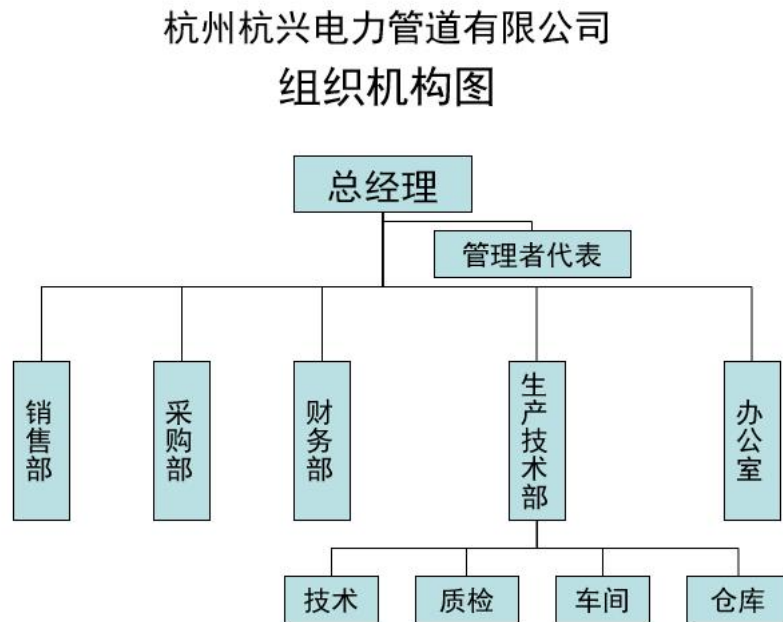 杭州杭兴电力管道有限公司
组织机构图
总经理
管理者代表
销售部
采购部
财务部
生产技术部
办公室
技术
质检
车间
仓库